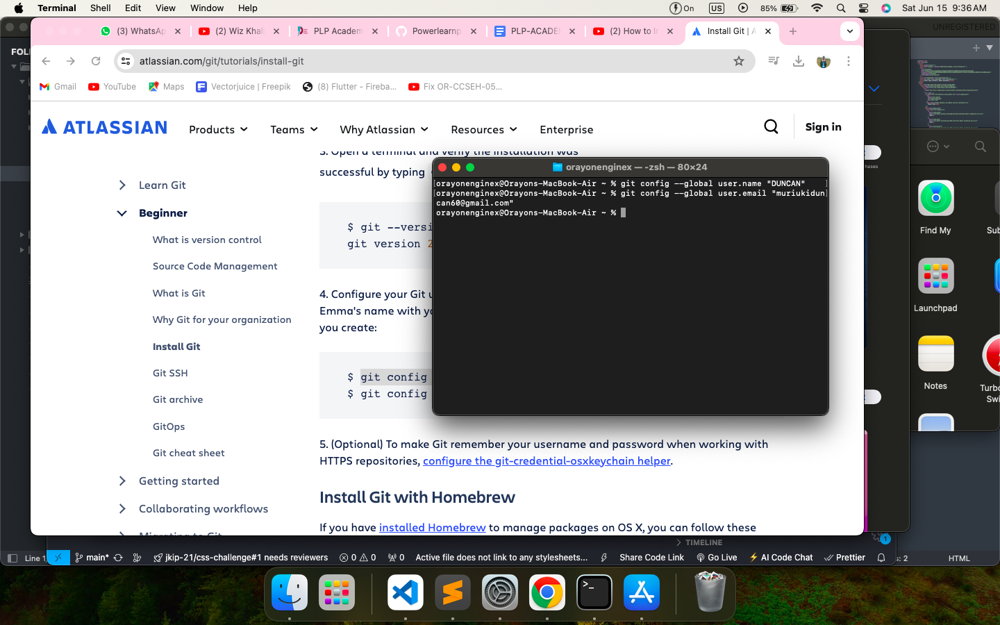 Terminal Shell Edit View Window Help On US 85% Sat Jun 15 9:36 AM
(3) WhatsAp (2) Wiz Khal PLP Academ Powerlearnp PLP-ACADE (2) How to I Install Git | A
UNREGISTERED
FOL
atlassian.com/git/tutorials/install-git
Gmail YouTube Maps Vectorjuice | Freepik (8) Flutter - Fireba... Fix OR-CCSEH-05...
ATLASSIAN Products Teams Why Atlassian Resources Enterprise Sign in
3. Open a terminal and verify the installation was
successful by typing
$ git --versi
git version 2
4. Configure your Git u
Emma's name with yo
you create:
$ git config
$ git config
5. (Optional) To make Git remember your username and password when working with
HTTPS repositories, configure the git-credential-osxkeychain helper.
Install Git with Homebrew
If you have installed Homebrew to manage packages on OS X, you can follow these
Learn Git
Beginner
What is version control
Source Code Management
What is Git
Why Git for your organization
Install Git
Git SSH
Git archive
GitOps
Git cheat sheet
Getting started
Collaborating workflows
Migrating to Git
orayonenginex — -zsh — 80×24
[orayonenginex@Orayons-MacBook-Air ~ % git config --global user.name "DUNCAN" ]
[orayonenginex@Orayons-MacBook-Air ~ % git config --global user.email "muriukidun]
can60@gmail.com"
orayonenginex@Orayons-MacBook-Air ~ %
hases
Find My
Sub
Launchpad
Notes
Turbo
Swi
TIMELINE
1
Line 1 main* jkip-21/css-challenge#1 needs reviewers 0 0 0 Active file does not link to any stylesheets... Share Code Link Go Live AI Code Chat Prettier s: 2 HTML